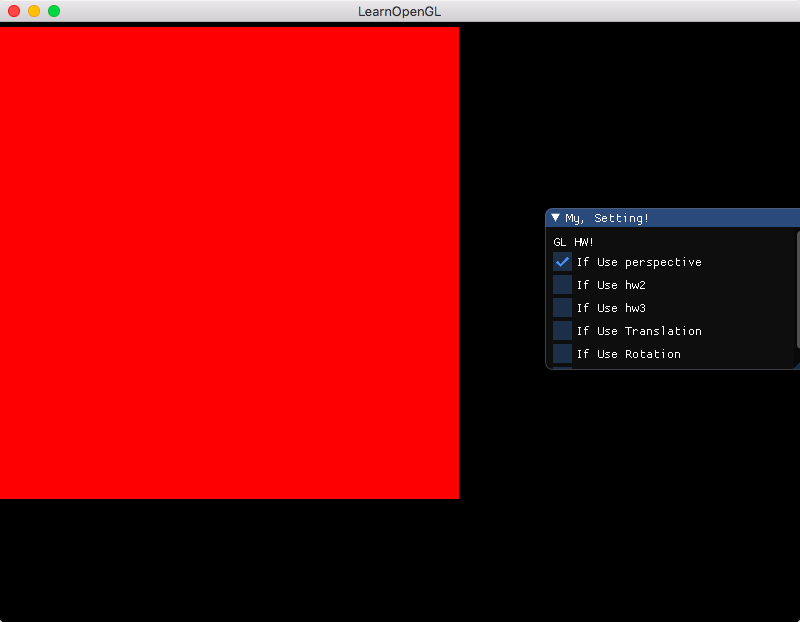 LearnOpenGL
My, Setting!
GL HW!
If Use perspective
If Use hw2
If Use hw3
If Use Translation
If Use Rotation